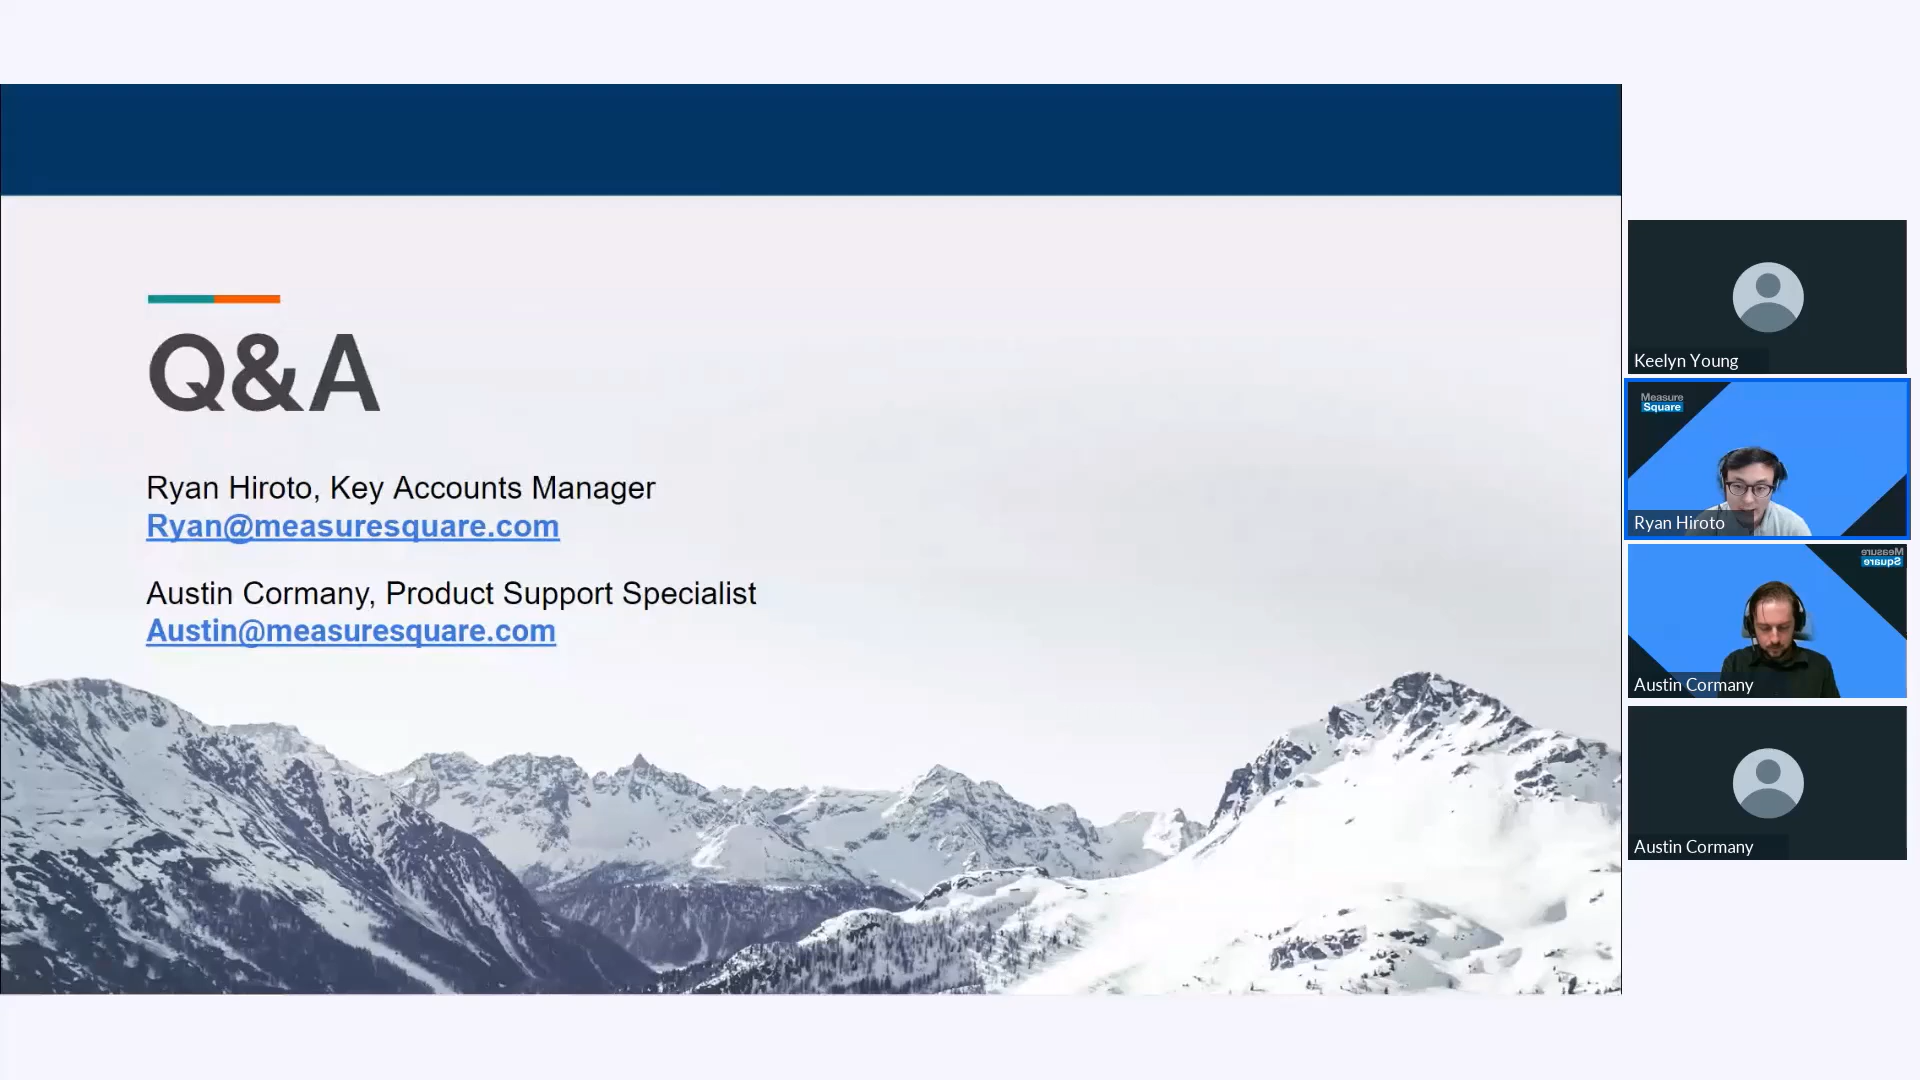 Q&A
Ryan Hiroto, Key Accounts Manager
Ryan@measuresquare.com
Austin Cormany, Product Support Specialist
Austin@measuresquare.com
Keelyn Young
Measure
Square
Ryan Hiroto
Measure
Square
Austin Cormany
Austin Cormany